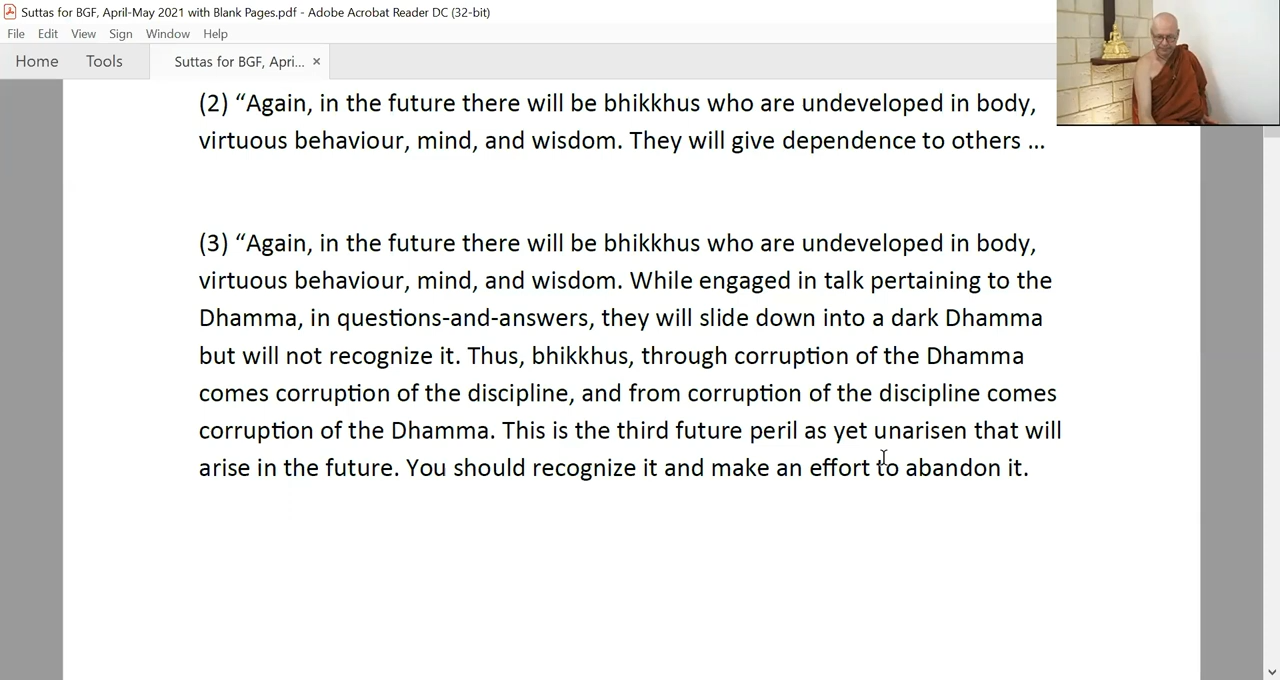 Suttas for BGF, April-May 2021 with Blank Pages.pdf - Adobe Acrobat Reader DC (32-bit)
File Edit View Sign Window Help
Home Tools Suttas for BGF, Apri... ×
(2) “Again, in the future there will be bhikkhus who are undeveloped in body,
virtuous behaviour, mind, and wisdom. They will give dependence to others ...
(3) “Again, in the future there will be bhikkhus who are undeveloped in body,
virtuous behaviour, mind, and wisdom. While engaged in talk pertaining to the
Dhamma, in questions-and-answers, they will slide down into a dark Dhamma
but will not recognize it. Thus, bhikkhus, through corruption of the Dhamma
comes corruption of the discipline, and from corruption of the discipline comes
corruption of the Dhamma. This is the third future peril as yet unarisen that will
arise in the future. You should recognize it and make an effort to abandon it.